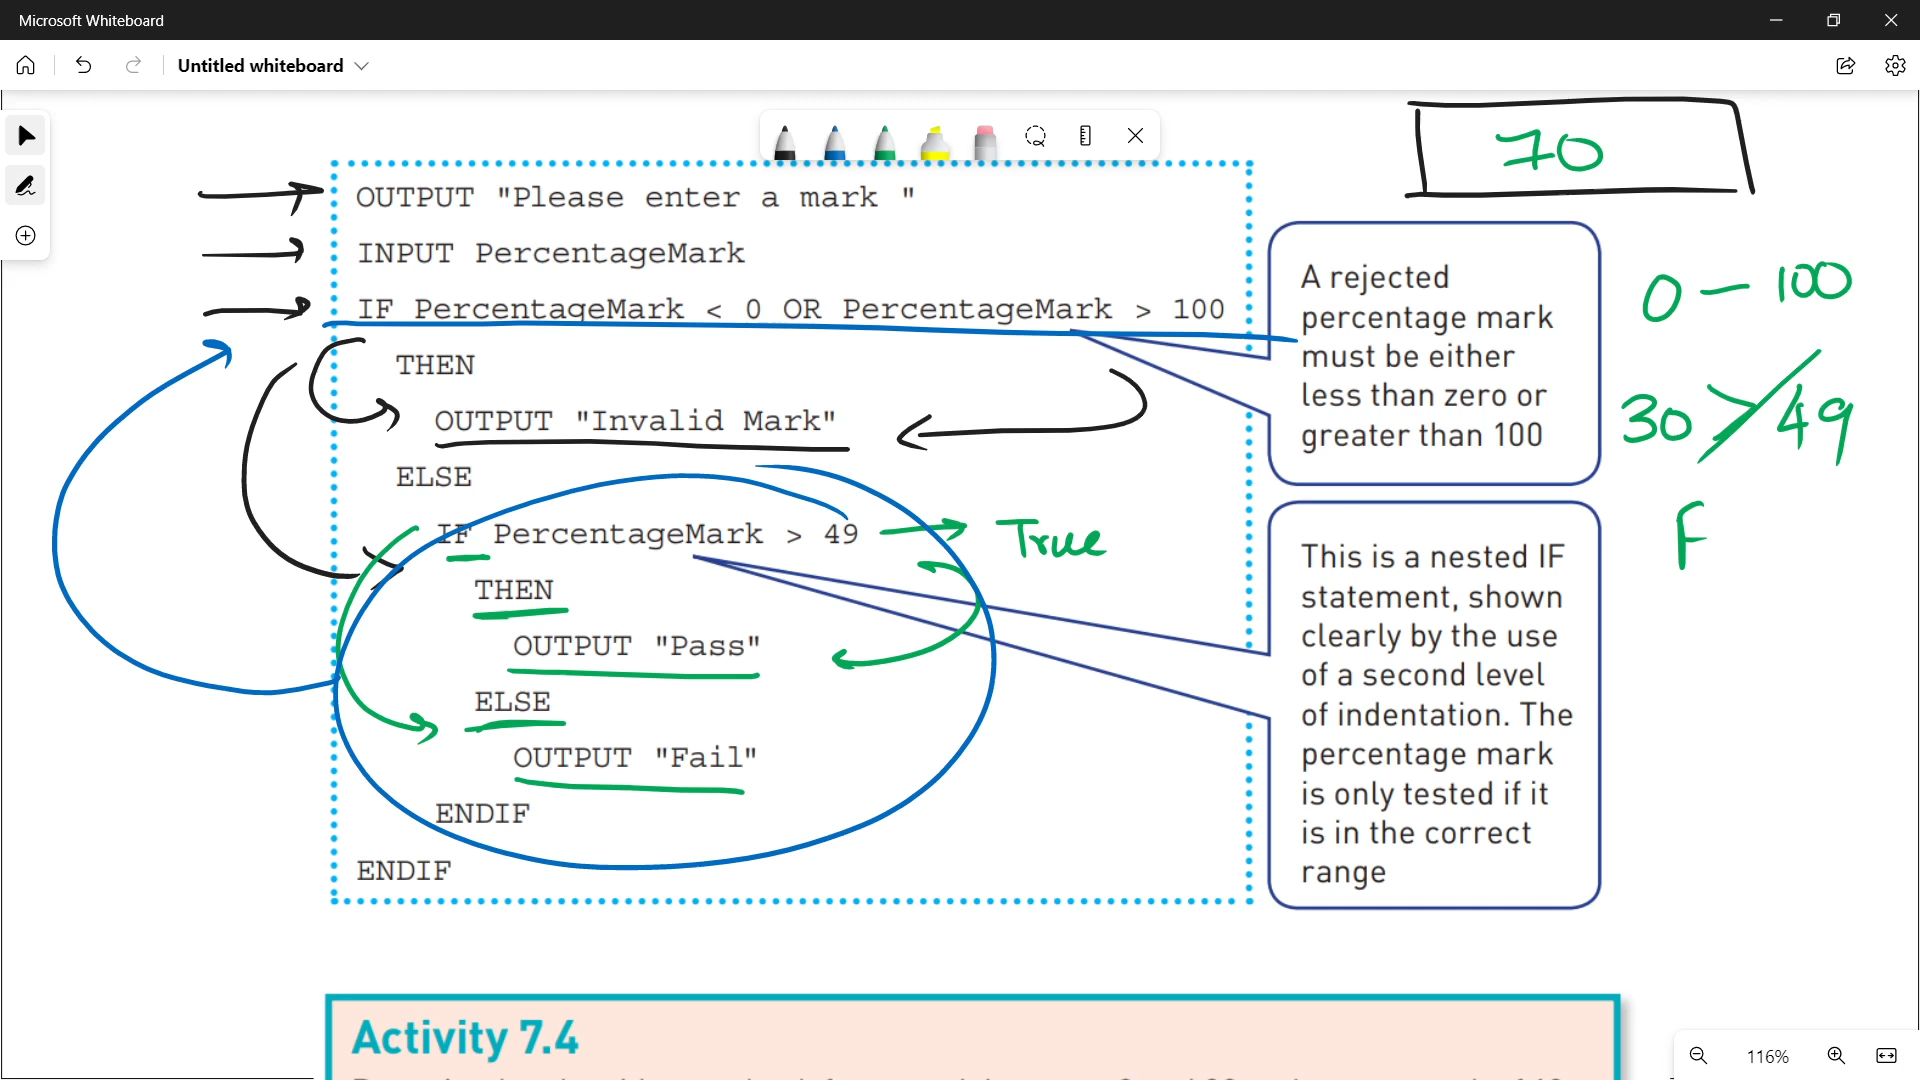 Microsoft Whiteboard
Untitled whiteboard
70
OUTPUT "Please enter a mark "
INPUT PercentageMark
IF PercentageMark < 0 OR PercentageMark > 100
THEN
OUTPUT "Invalid Mark"
ELSE
IF PercentageMark > 49
True
THEN
OUTPUT "Pass"
ELSE
OUTPUT "Fail"
ENDIF
ENDIF
A rejected
percentage mark
must be either
less than zero or
greater than 100
0 – 100
30 > 49
F
This is a nested IF
statement, shown
clearly by the use
of a second level
of indentation. The
percentage mark
is only tested if it
is in the correct
range
Activity 7.4
116%